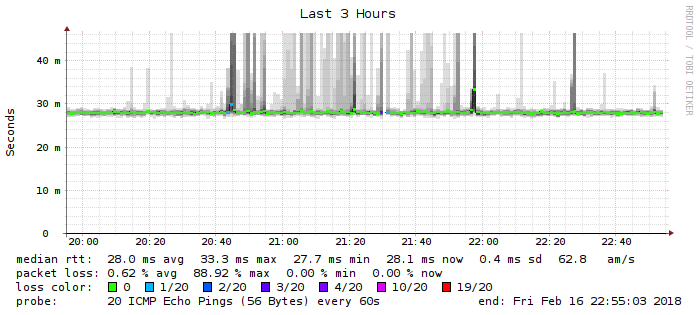 Last 3 Hours
RRDTOOL / TOBI OETIKER
Seconds
40 m
30 m
20 m
10 m
0
20:00 20:20 20:40 21:00 21:20 21:40 22:00 22:20 22:40
median rtt: 28.0 ms avg 33.3 ms max 27.7 ms min 28.1 ms now 0.4 ms sd 62.8 am/s
packet loss: 0.62 % avg 88.92 % max 0.00 % min 0.00 % now
loss color: 0 1/20 2/20 3/20 4/20 10/20 19/20
probe: 20 ICMP Echo Pings (56 Bytes) every 60s end: Fri Feb 16 22:55:03 2018